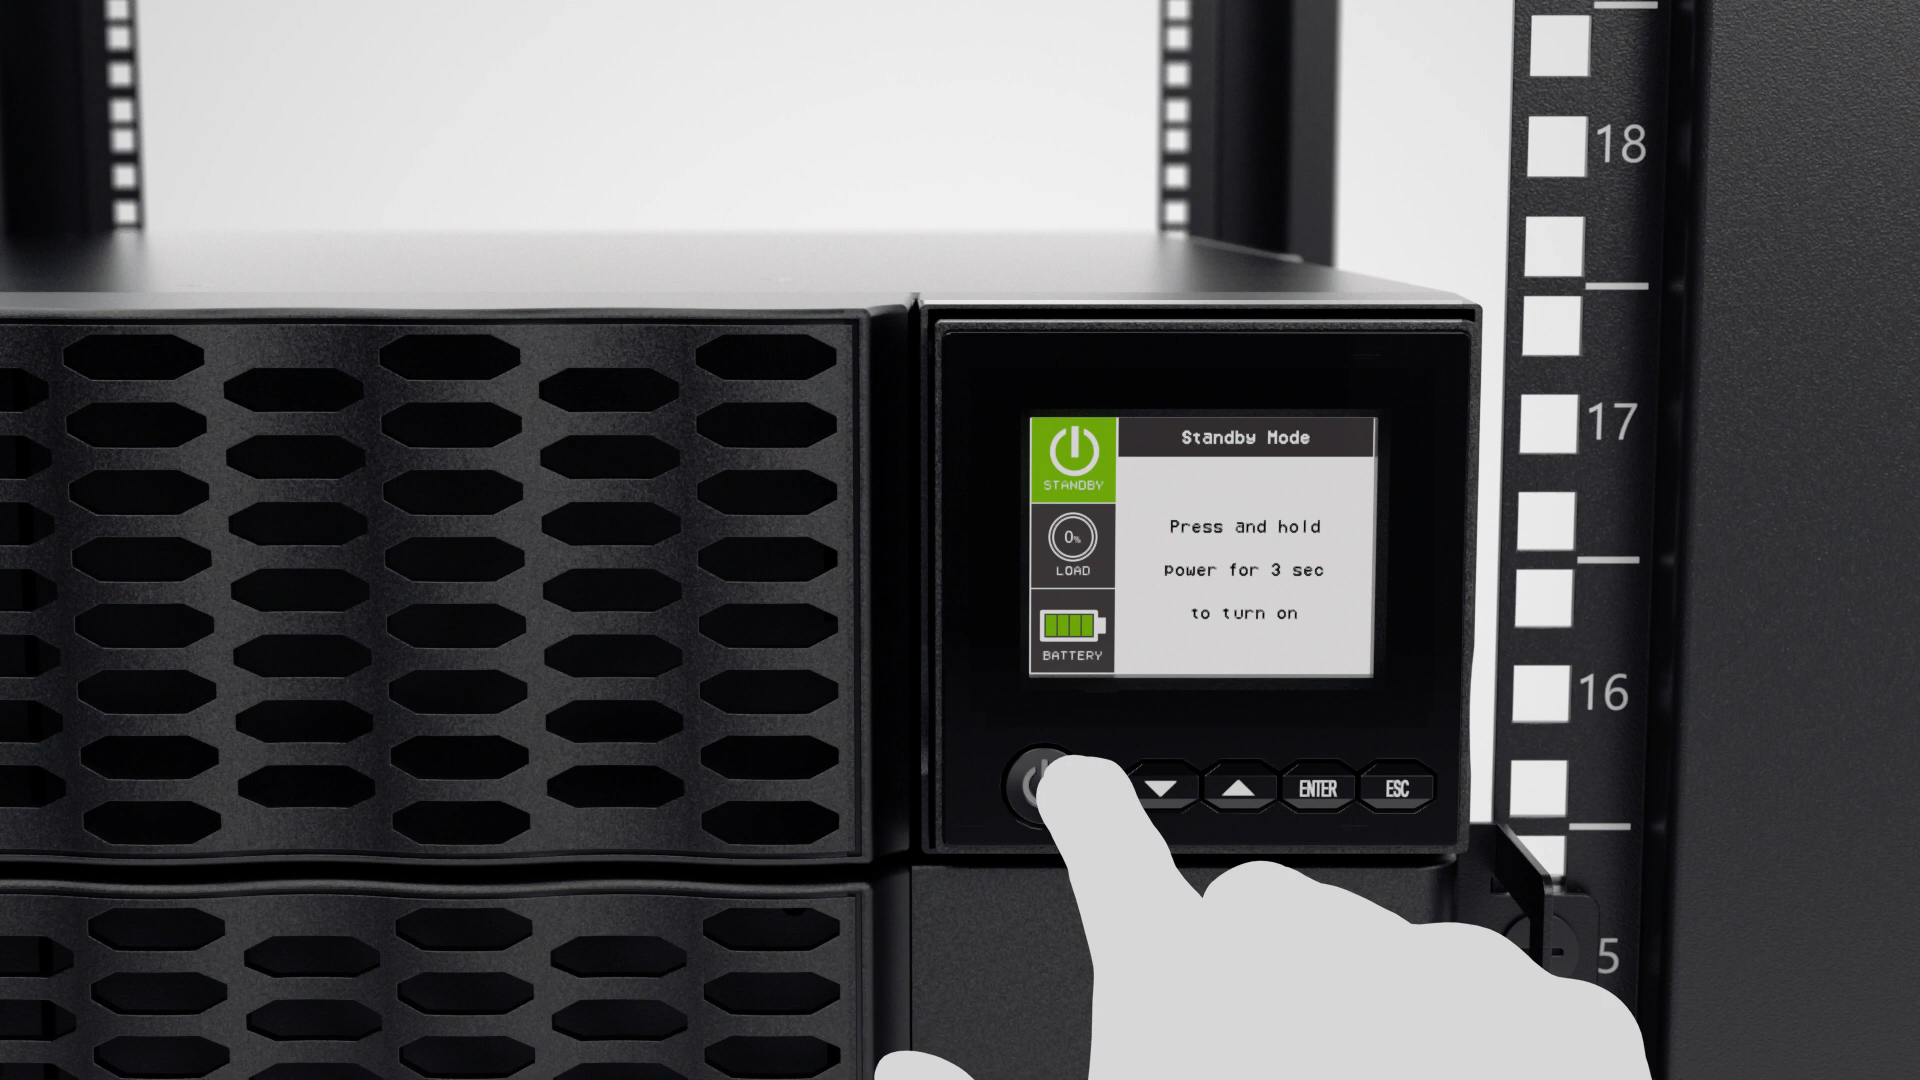 18
17
16
5
Standby Mode
STANDBY
Press and hold
power for 3 sec
to turn on
0%
LOAD
BATTERY
ENTER
ESC